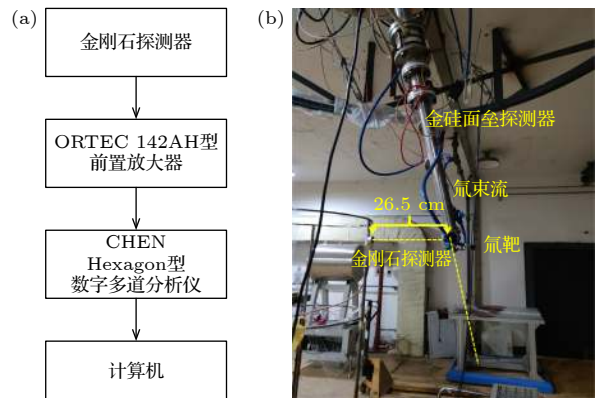 (a)
金刚石探测器
ORTEC 142AH型
前置放大器
CHEN
Hexagon型
数字多道分析仪
计算机
(b)
金硅面垒探测器
氘束流
26.5 cm
氚靶
金刚石探测器